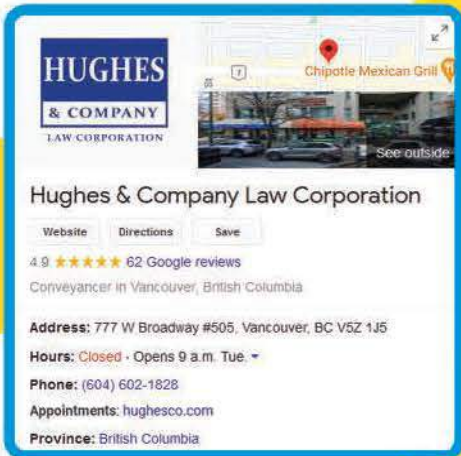 HUGHES
& COMPANY
LAW CORPORATION
Chipotle Mexican Grill
St
7
See outside
Hughes & Company Law Corporation
Website Directions Save
4.9 ★★★★★ 62 Google reviews
Conveyancer in Vancouver, British Columbia
Address: 777 W Broadway #505, Vancouver, BC V5Z 1J5
Hours: Closed · Opens 9 a.m. Tue.
Phone: (604) 602-1828
Appointments: hughesco.com
Province: British Columbia